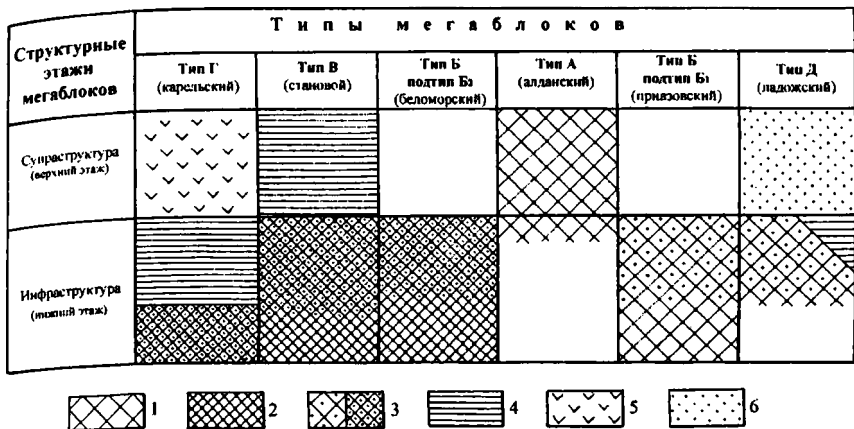 Типы мегаблоков
Структурные
этажи
мегаблоков
Тип Г
(карельский)
Тип В
(становой)
Тип Б
подтип Б2
(беломорский)
Тип А
(алданский)
Тип Б
подтип Б1
(приазовский)
Тип Д
(ладожский)
Супраструктура
(верхний этаж)
Инфраструктура
(нижний этаж)
1 2 3 4 5 6